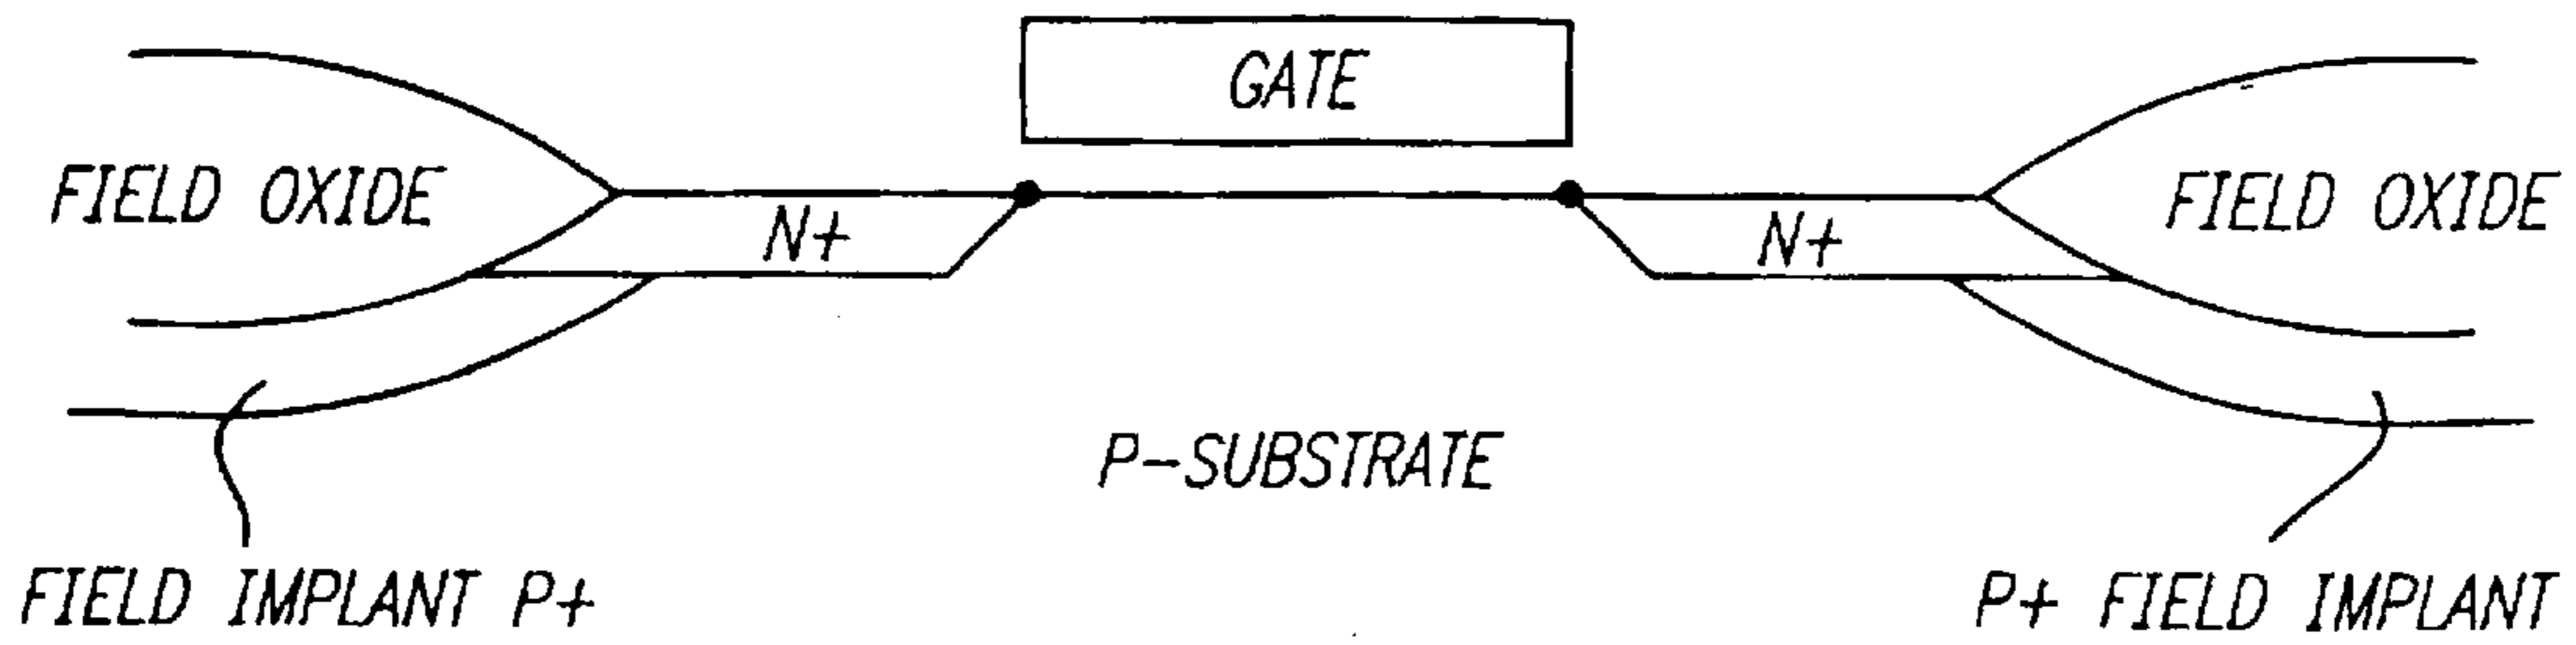 GATE
FIELD OXIDE
N+
N+
FIELD OXIDE
P-SUBSTRATE
FIELD IMPLANT P+
P+ FIELD IMPLANT